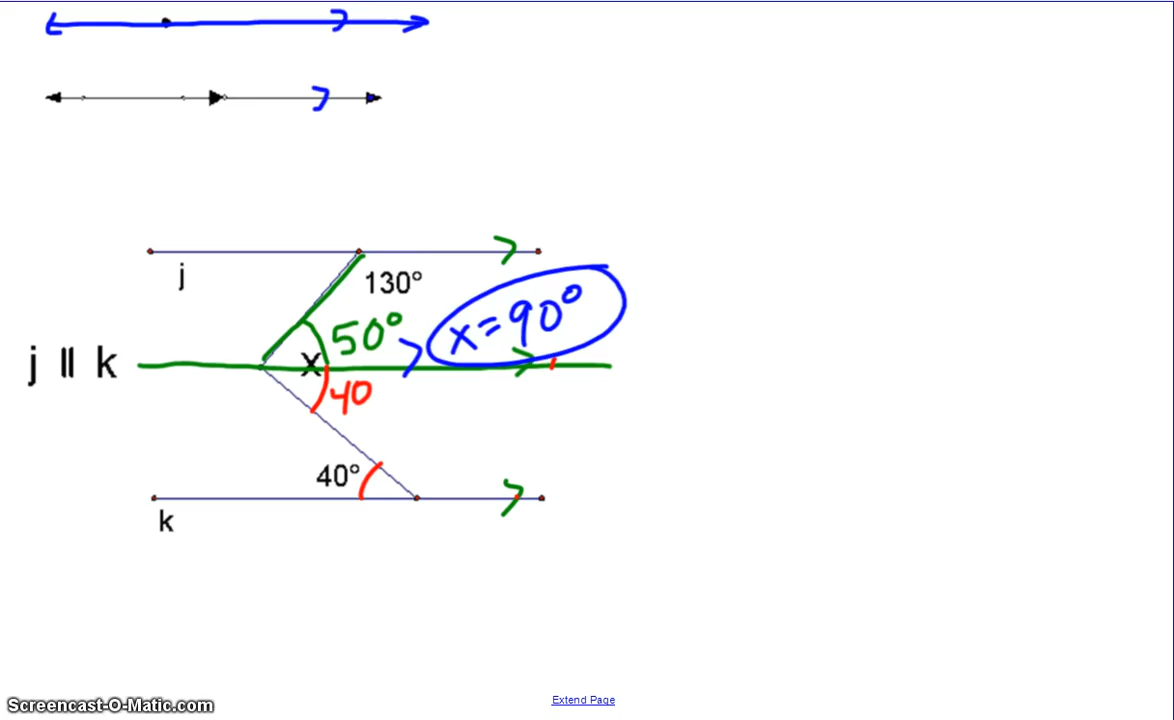 j
130°
50°
x=90°
j || k
x
40
40°
k
Screencast-O-Matic.com
Extend Page